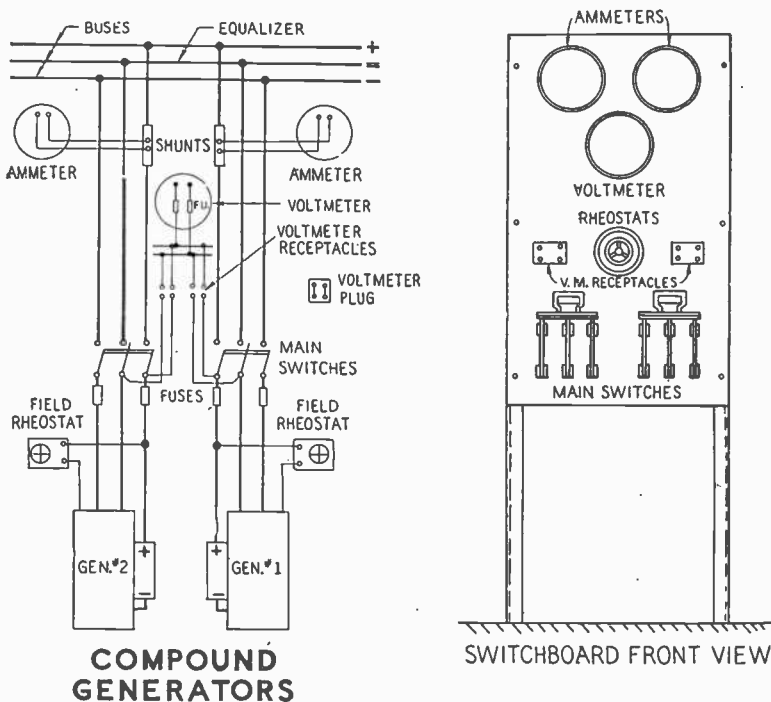 BUSES
EQUALIZER
+
=
-
AMMETER
SHUNTS
AMMETER
FU.
VOLTMETER
VOLTMETER
RECEPTACLES
VOLTMETER
PLUG
MAIN
SWITCHES
FUSES
FIELD
RHEOSTAT
FIELD
RHEOSTAT
GEN.#2
+
-
+
-
GEN.#1
COMPOUND
GENERATORS
AMMETERS
VOLTMETER
RHEOSTATS
V. M. RECEPTACLES
MAIN SWITCHES
SWITCHBOARD FRONT VIEW